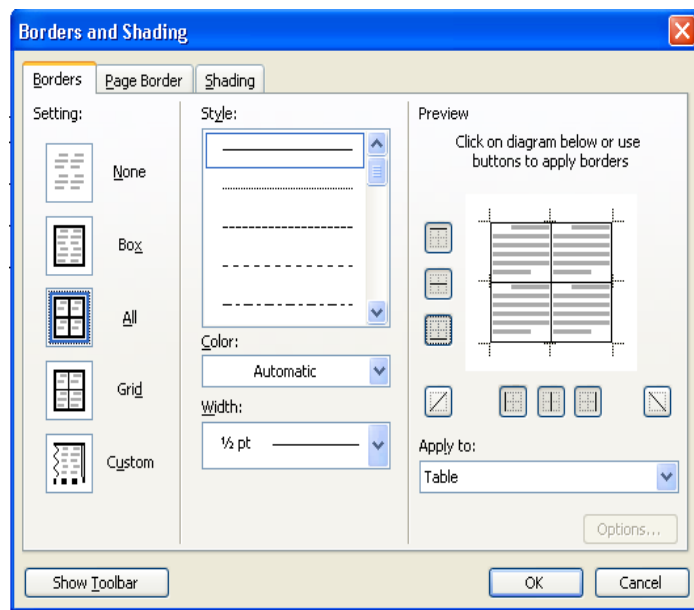 Borders and Shading
Borders
Page Border
Shading
Setting:
None
Box
All
Grid
Custom
Style:
Color:
Automatic
Width:
½ pt
Preview
Click on diagram below or use
buttons to apply borders
Apply to:
Table
Options...
Show Toolbar
OK
Cancel